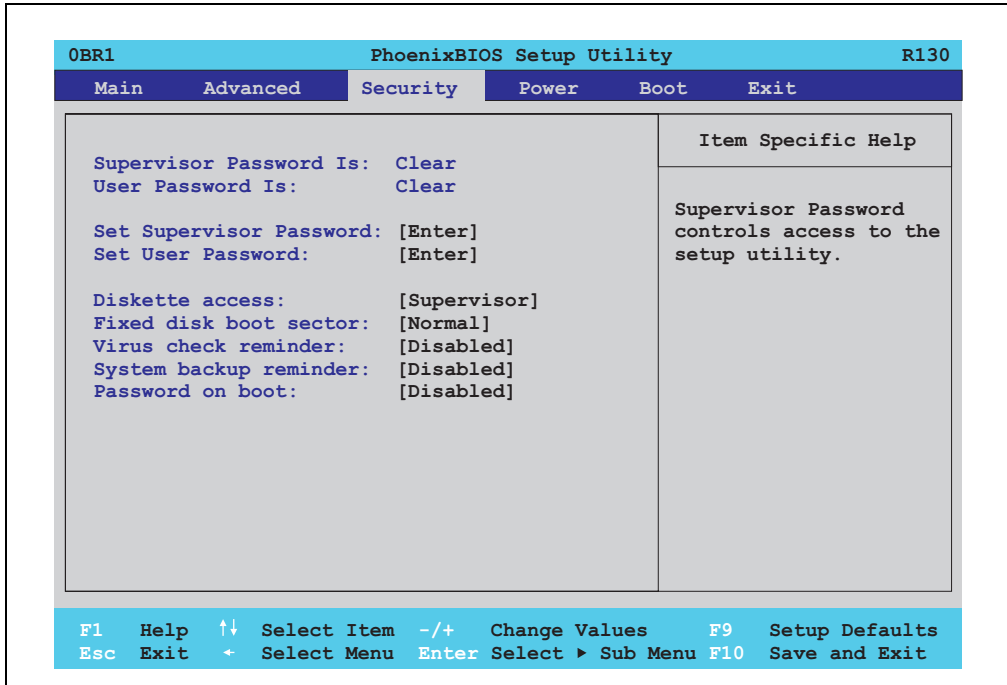 0BR1 PhoenixBIOS Setup Utility R130
Main Advanced Security Power Boot Exit
Supervisor Password Is: Clear
User Password Is: Clear
Set Supervisor Password: [Enter]
Set User Password: [Enter]
Diskette access: [Supervisor]
Fixed disk boot sector: [Normal]
Virus check reminder: [Disabled]
System backup reminder: [Disabled]
Password on boot: [Disabled]
Item Specific Help
Supervisor Password
controls access to the
setup utility.
F1 Help ↑↓ Select Item -/+ Change Values F9 Setup Defaults
Esc Exit ← Select Menu Enter Select ▶ Sub Menu F10 Save and Exit